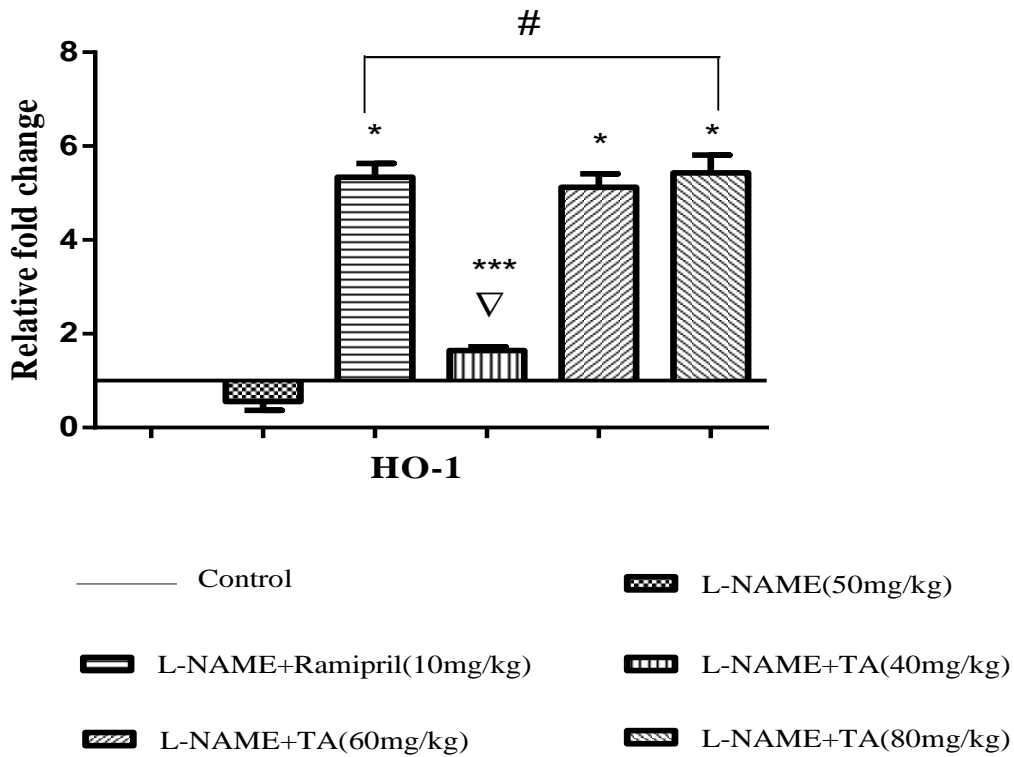 #
8
* * *
6
4
***
∇
2
0
Relative fold change
HO-1
Control
L-NAME(50mg/kg)
L-NAME+Ramipril(10mg/kg)
L-NAME+TA(40mg/kg)
L-NAME+TA(60mg/kg)
L-NAME+TA(80mg/kg)